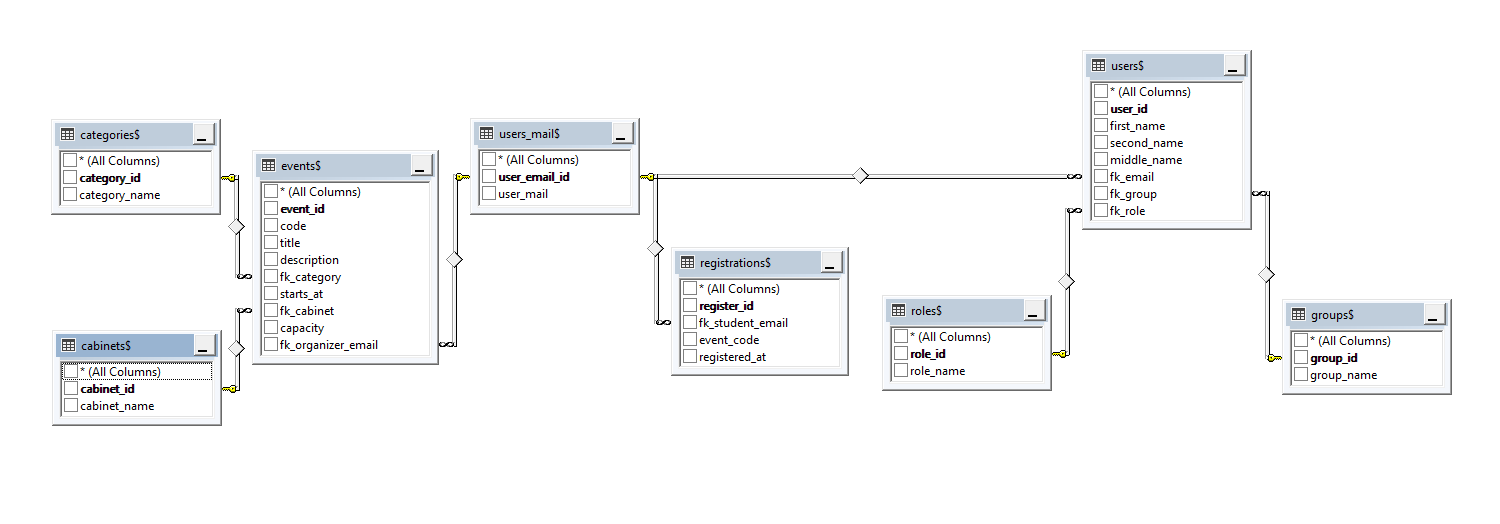 users$
* (All Columns)
user_id
first_name
second_name
middle_name
fk_email
fk_group
fk_role
categories$
* (All Columns)
category_id
category_name
events$
* (All Columns)
event_id
code
title
description
fk_category
starts_at
fk_cabinet
capacity
fk_organizer_email
users_mail$
* (All Columns)
user_email_id
user_mail
registrations$
* (All Columns)
register_id
fk_student_email
event_code
registered_at
roles$
* (All Columns)
role_id
role_name
groups$
* (All Columns)
group_id
group_name
cabinets$
* (All Columns)
cabinet_id
cabinet_name